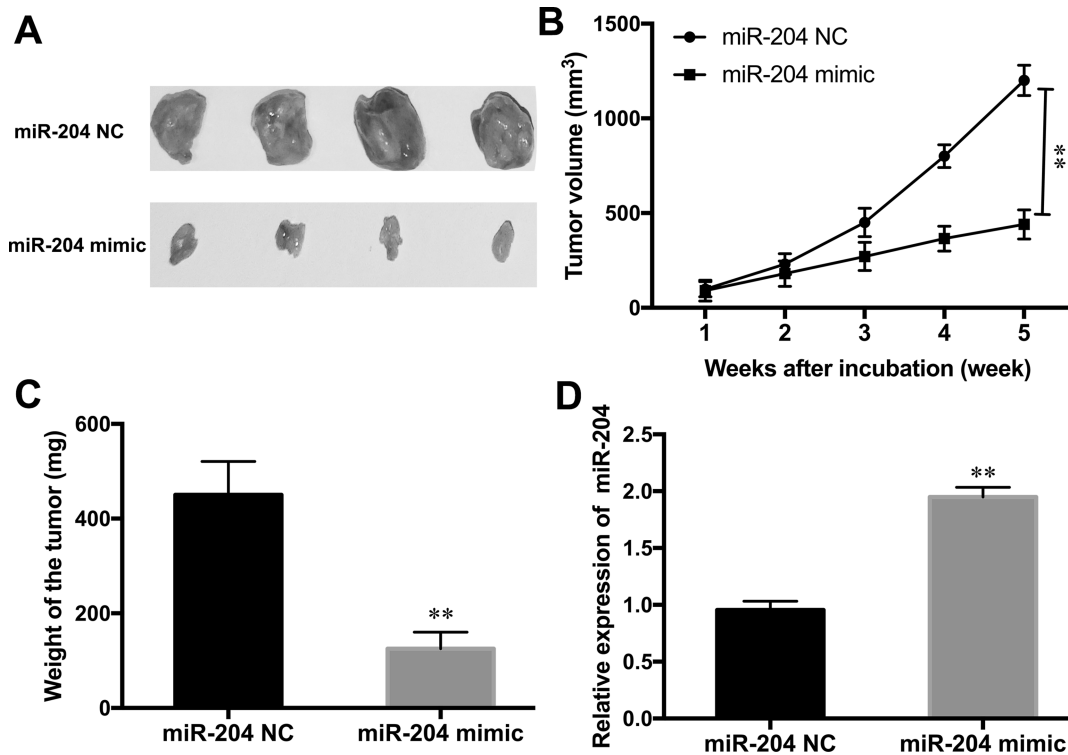 A
miR-204 NC
miR-204 mimic
B
miR-204 NC
miR-204 mimic
Tumor volume (mm³)
1500
1000
500
0
**
1 2 3 4 5
Weeks after incubation (week)
C
Weight of the tumor (mg)
600
400
200
0
**
miR-204 NC miR-204 mimic
D
Relative expression of miR-204
2.5
2.0
1.5
1.0
0.5
0.0
**
miR-204 NC miR-204 mimic